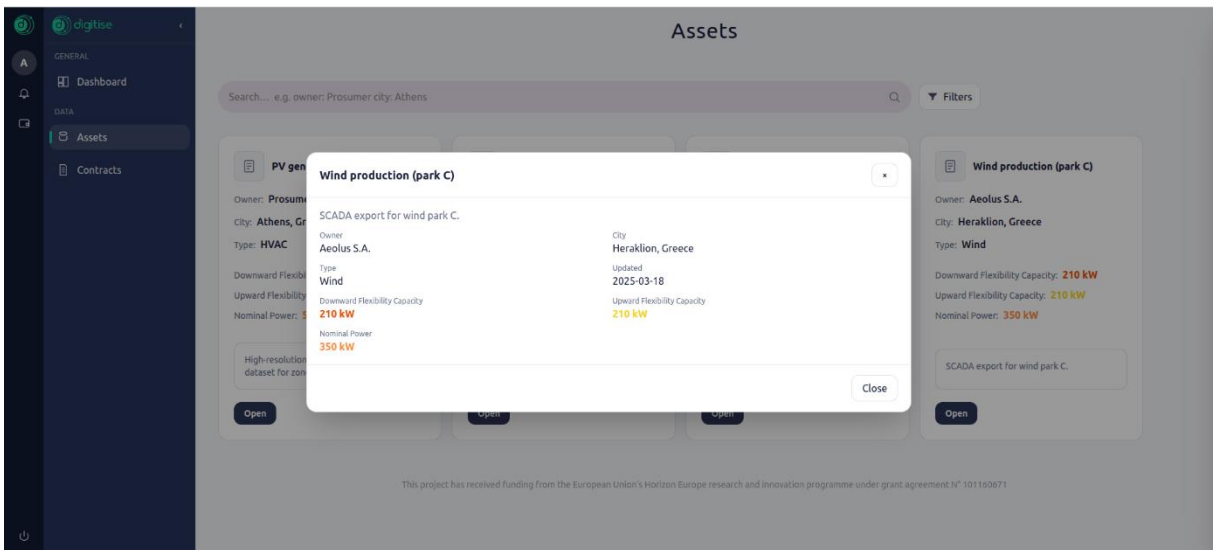 digitise
Assets
A
GENERAL
Dashboard
Search... e.g. owner: Prosumer city: Athens
Filters
DATA
Assets
Contracts
PV gen
Owner: Prosume
City: Athens, Gr
Type: HVAC
Downward Flexibi
Upward Flexibility
Nominal Power: 5
High-resolution
dataset for zon
Open
Open
Open
Wind production (park C)
x
SCADA export for wind park C.
Owner
Aeolus S.A.
City
Heraklion, Greece
Type
Wind
Updated
2025-03-18
Downward Flexibility Capacity
210 kW
Upward Flexibility Capacity
210 kW
Nominal Power
350 kW
Close
Wind production (park C)
Owner: Aeolus S.A.
City: Heraklion, Greece
Type: Wind
Downward Flexibility Capacity: 210 kW
Upward Flexibility Capacity: 210 kW
Nominal Power: 350 kW
SCADA export for wind park C.
Open
This project has received funding from the European Union's Horizon Europe research and innovation programme under grant agreement N° 101160671